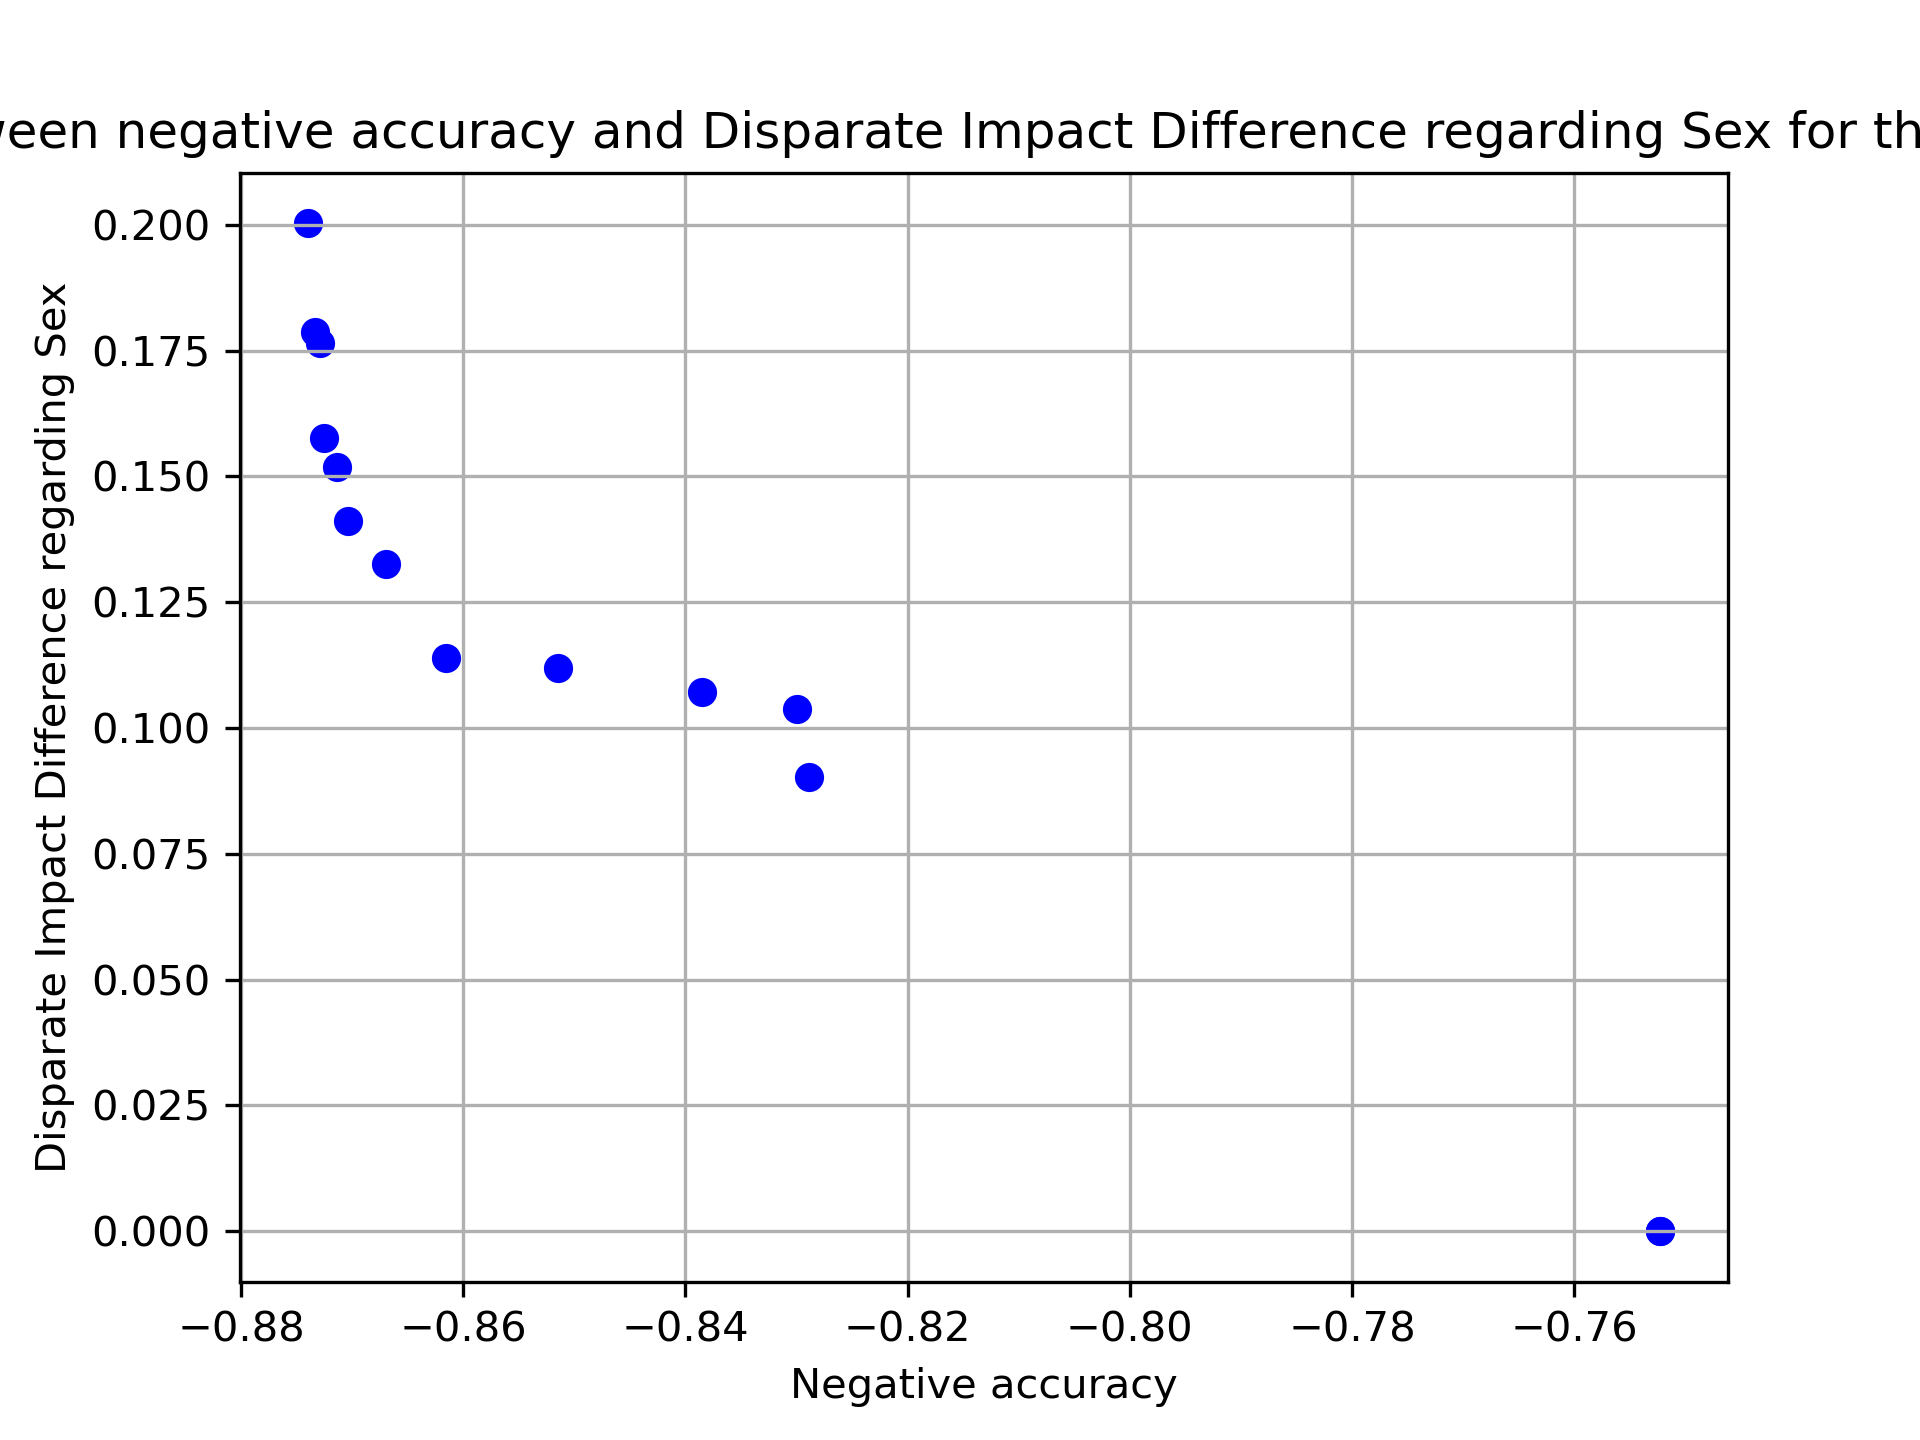 een negative accuracy and Disparate Impact Difference regarding Sex for th
Disparate Impact Difference regarding Sex
0.200
0.175
0.150
0.125
0.100
0.075
0.050
0.025
0.000
−0.88 −0.86 −0.84 −0.82 −0.80 −0.78 −0.76
Negative accuracy